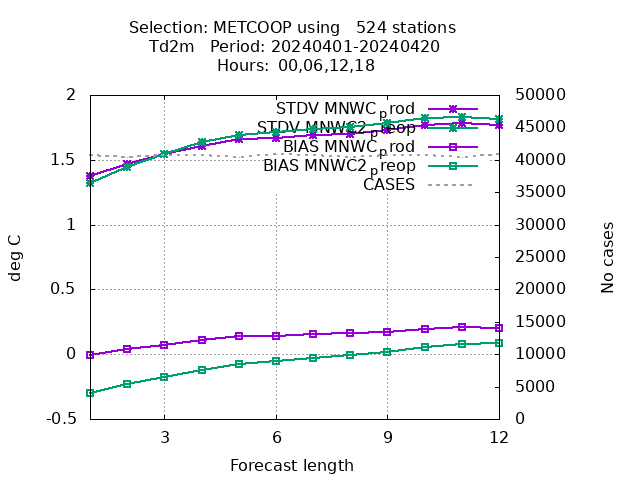 Selection: METCOOP using   524 stations
Td2m   Period: 20240401-20240420
Hours:  00,06,12,18
2
1.5
1
0.5
0
-0.5
deg C
STDV MNWC_prod
STDV MNWC2_preop
BIAS MNWC_prod
BIAS MNWC2_preop
CASES
50000
45000
40000
35000
30000
25000
20000
15000
10000
5000
0
No cases
3
6
9
12
Forecast length